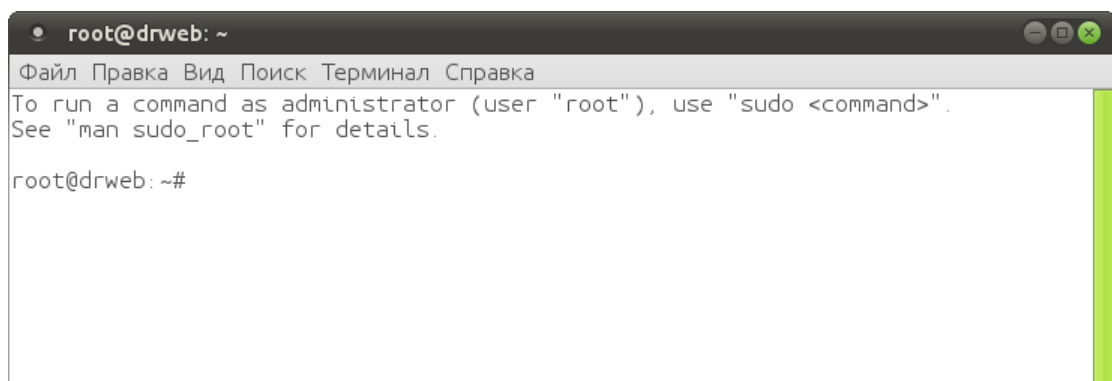 root@drweb: ~
Файл Правка Вид Поиск Терминал Справка
To run a command as administrator (user "root"), use "sudo <command>".
See "man sudo_root" for details.
root@drweb:~#